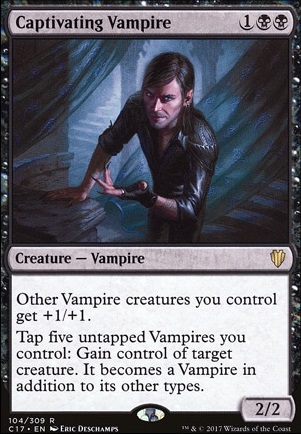 Captivating Vampire 1
Creature — Vampire
Other Vampire creatures you control
get +1/+1.
Tap five untapped Vampires you
control: Gain control of target
creature. It becomes a Vampire in
addition to its other types.
2/2
104/309 R
C17 • EN Eric Deschamps
™ & © 2017 Wizards of the Coast